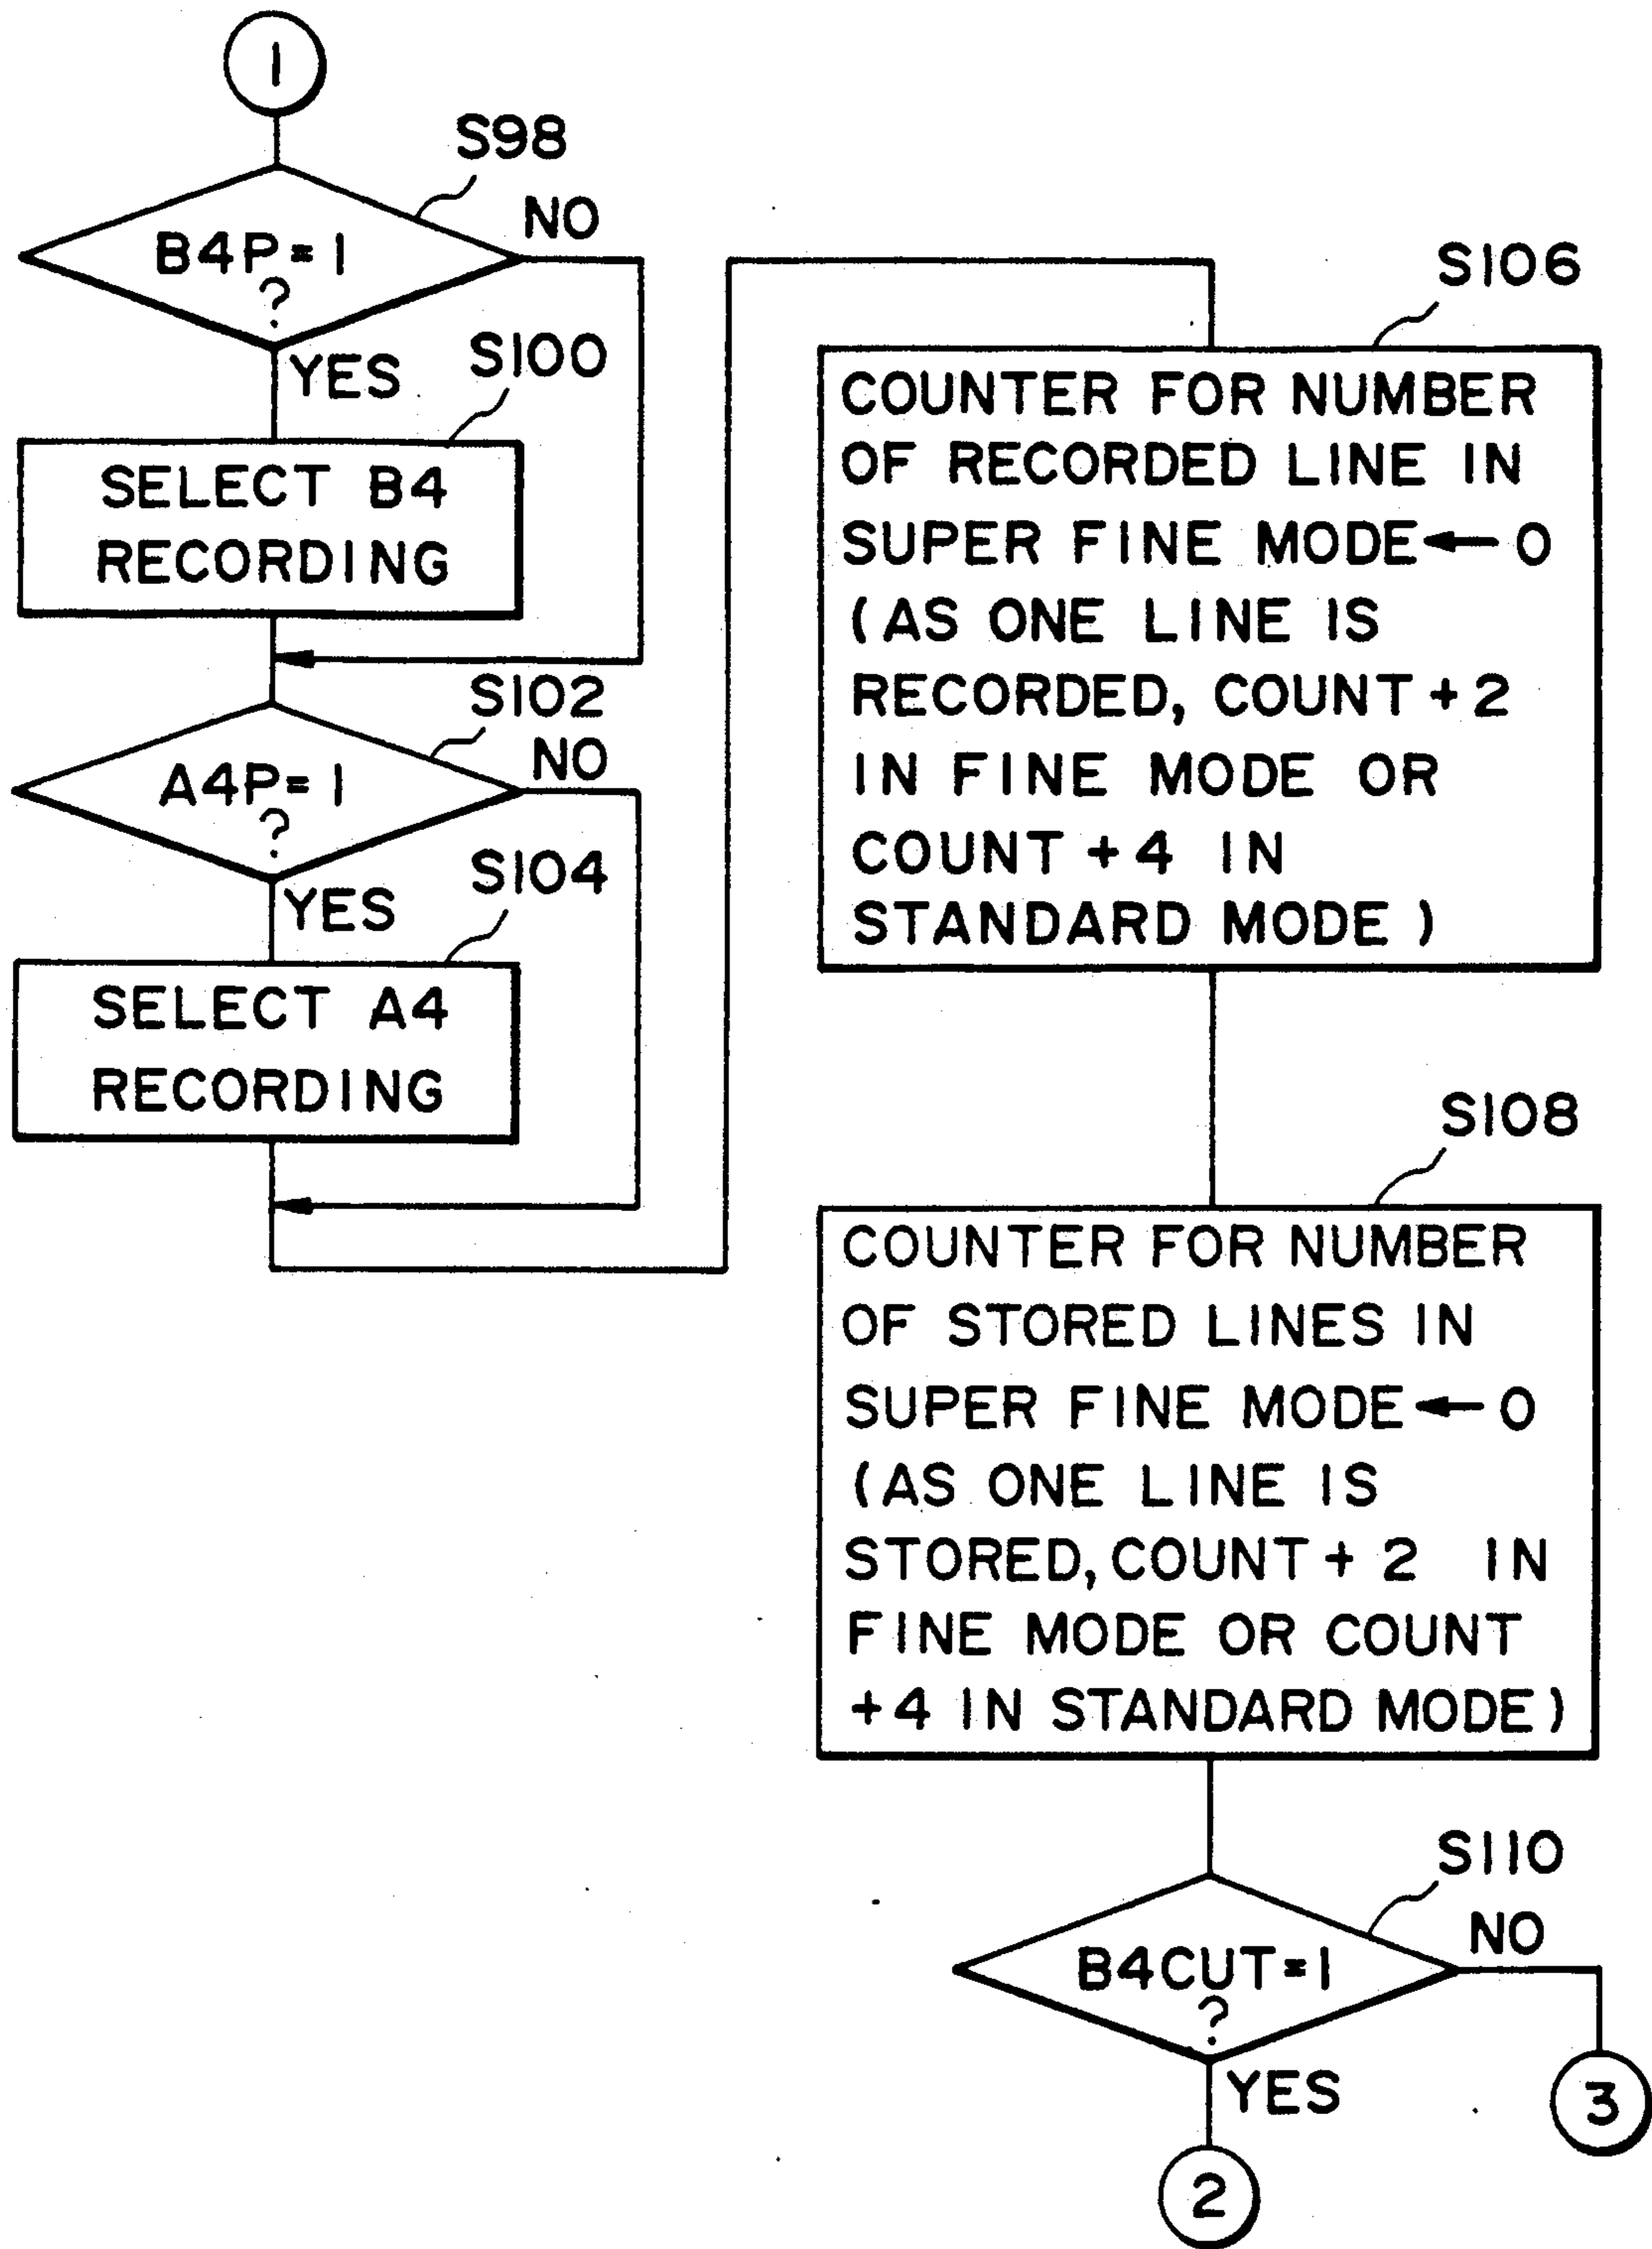 1
S98
B4P=1
?
NO
YES
S100
SELECT B4
RECORDING
S102
A4P=1
?
NO
YES
S104
SELECT A4
RECORDING
S106
COUNTER FOR NUMBER
OF RECORDED LINE IN
SUPER FINE MODE←0
(AS ONE LINE IS
RECORDED, COUNT +2
IN FINE MODE OR
COUNT +4 IN
STANDARD MODE)
S108
COUNTER FOR NUMBER
OF STORED LINES IN
SUPER FINE MODE←0
(AS ONE LINE IS
STORED, COUNT + 2 IN
FINE MODE OR COUNT
+4 IN STANDARD MODE)
S110
B4CUT=1
?
NO
YES
3
2